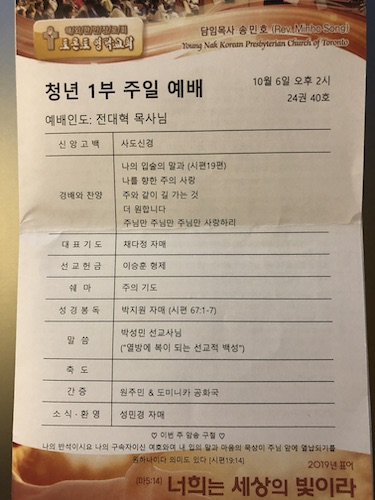 토론토 영락교회
담임목사 송민호 (Rev. Minho Song)
Young Nak Korean Presbyterian Church of Toronto
청년 1부 주일 예배
10월 6일 오후 2시
24권 40호
예배인도: 전대혁 목사님
신 앙 고 백 사도신경
경배와 찬양
나의 입술의 말과 (시편19편)
나를 향한 주의 사랑
주와 같이 길 가는 것
더 원합니다
주님만 주님만 주님만 사랑하리
대 표 기 도 채다정 자매
선 교 헌 금 이승훈 형제
쉐 마 주의 기도
성 경 봉 독 박지원 자매 (시편 67:1-7)
말 씀 박성민 선교사님
("열방에 복이 되는 선교적 백성")
축 도
간 증 원주민 & 도미니카 공화국
소 식 · 환 영 성민경 자매
♡ 이번 주 암송 구절 ♡
나의 반석이시요 나의 구속자이신 여호와여 내 입의 말과 마음의 묵상이 주님 앞에 열납되기를
원하나이다 [시편19:14]
2019년 표어
(마5:14) 너희는 세상의 빛이라